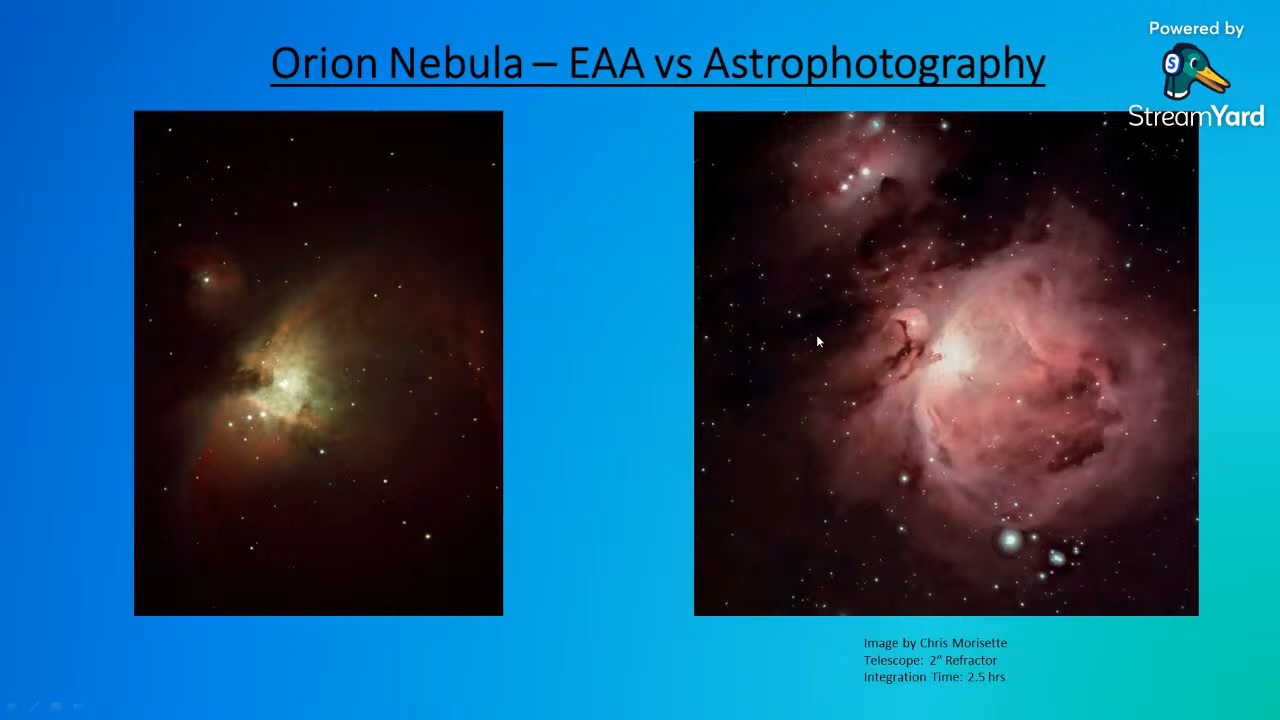 Powered by
StreamYard
Orion Nebula – EAA vs Astrophotography
Image by Chris Morisette
Telescope: 2" Refractor
Integration Time: 2.5 hrs